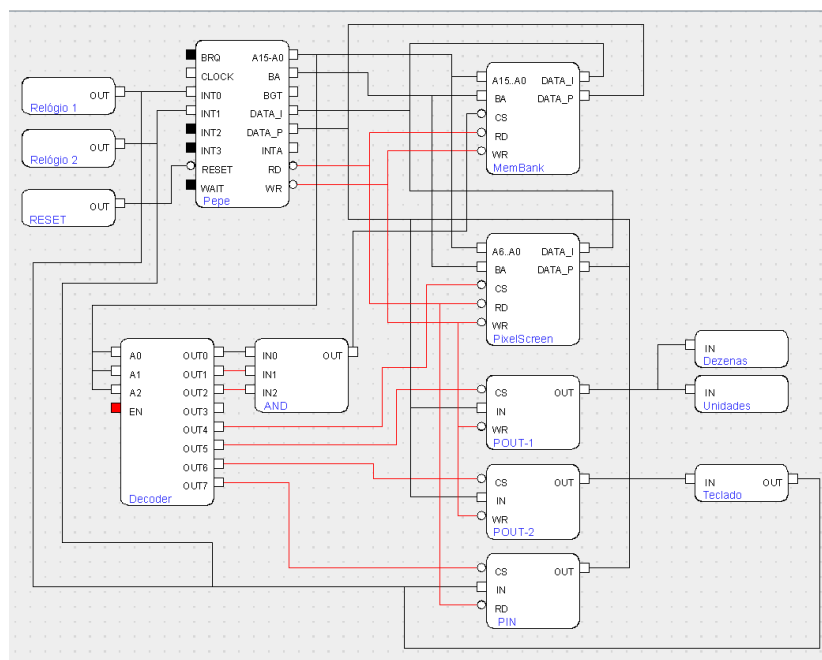 Relógio 1
OUT
Relógio 2
OUT
RESET
OUT
BRQ
CLOCK
INT0
INT1
INT2
INT3
RESET
WAIT
A15-A0
BA
BGT
DATA_I
DATA_P
INTA
RD
WR
Pepe
A15..A0
BA
CS
RD
WR
DATA_I
DATA_P
MemBank
A6..A0
BA
CS
RD
WR
DATA_I
DATA_P
PixelScreen
A0
A1
A2
EN
OUT0
OUT1
OUT2
OUT3
OUT4
OUT5
OUT6
OUT7
Decoder
IN0
IN1
IN2
OUT
AND
CS
IN
WR
OUT
POUT-1
IN
Dezenas
IN
Unidades
CS
IN
WR
OUT
POUT-2
IN
OUT
Teclado
CS
IN
RD
OUT
PIN